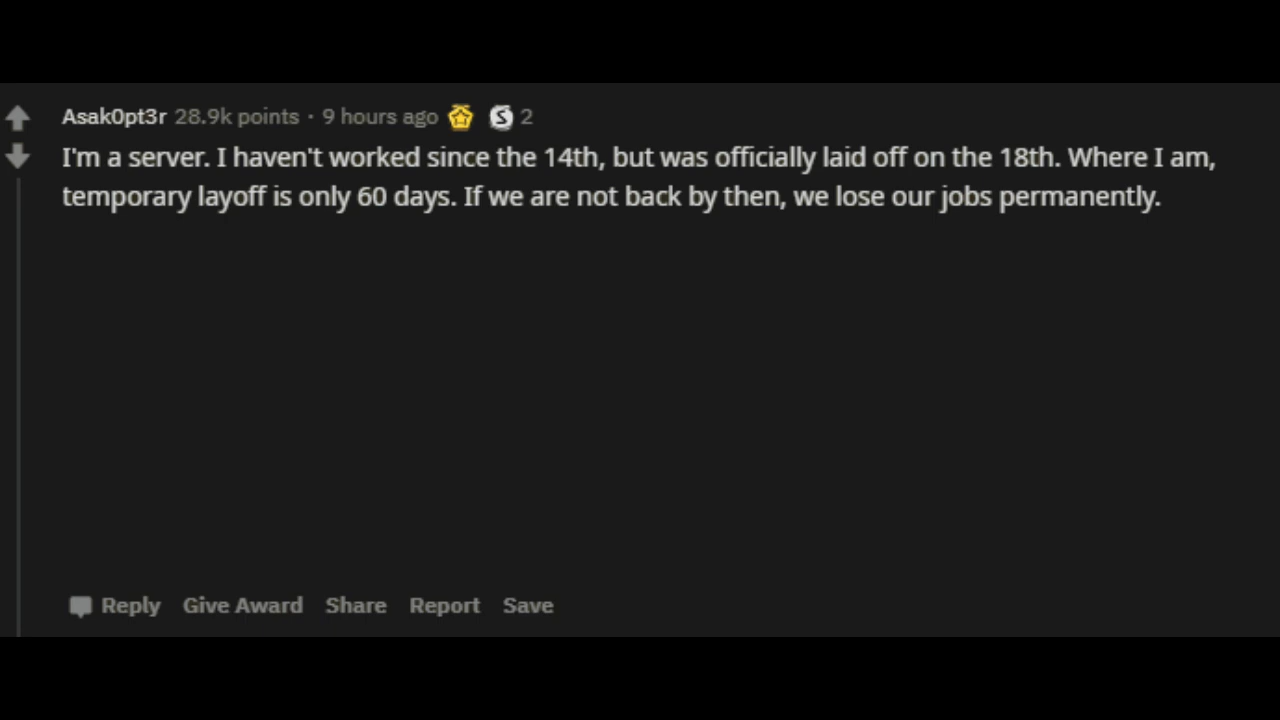 Asak0pt3r 28.9k points · 9 hours ago 2
I'm a server. I haven't worked since the 14th, but was officially laid off on the 18th. Where I am,
temporary layoff is only 60 days. If we are not back by then, we lose our jobs permanently.
Reply Give Award Share Report Save